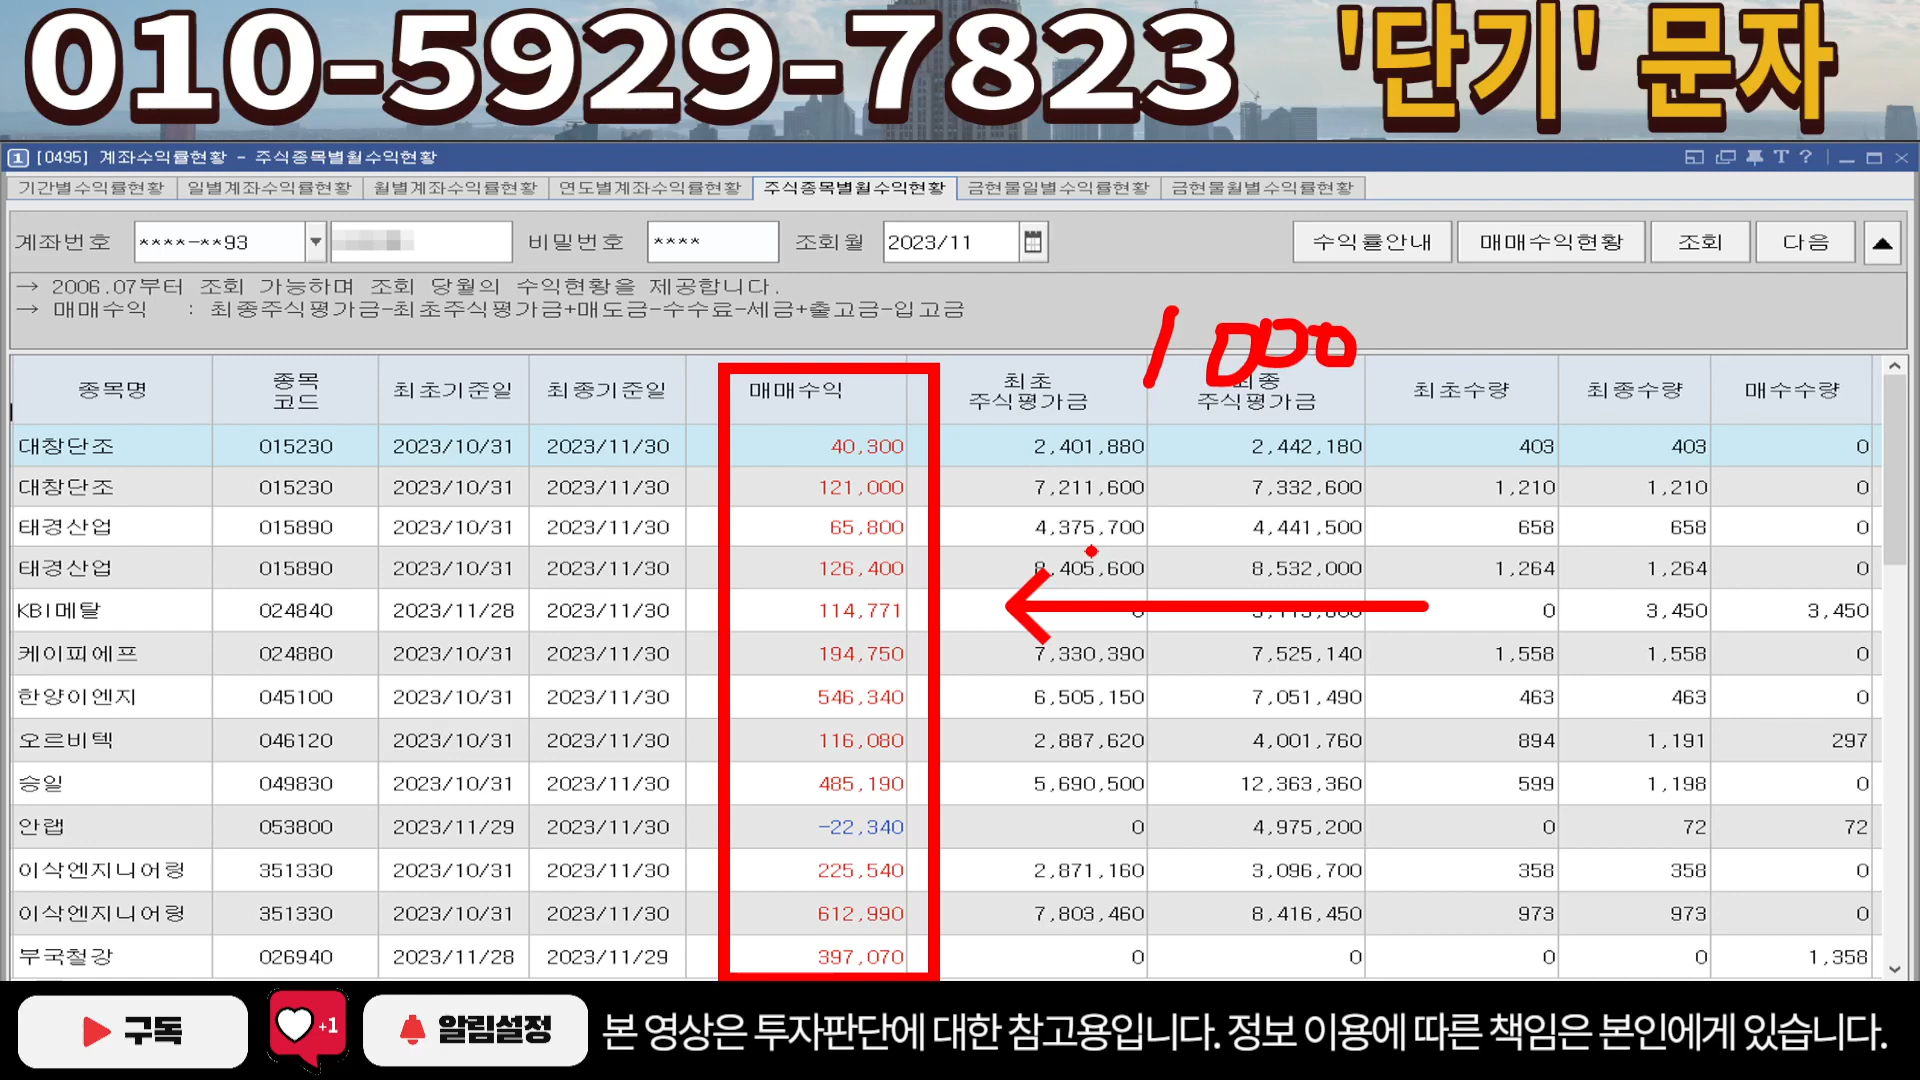 010-5929-7823 '단기' 문자
1 [0495] 계좌수익률현황 - 주식종목별월수익현황
기간별수익률현황 일별계좌수익률현황 월별계좌수익률현황 연도별계좌수익률현황 주식종목별월수익현황 금현물일별수익률현황 금현물월별수익률현황
계좌번호 ****-**93 비밀번호 **** 조회월 2023/11 수익률안내 매매수익현황 조회 다음
→ 2006.07부터 조회 가능하며 조회 당월의 수익현황을 제공합니다.
→ 매매수익 : 최종주식평가금-최초주식평가금+매도금-수수료-세금+출고금-입고금
1000
종목명 종목코드 최초기준일 최종기준일 매매수익 최초주식평가금 최종주식평가금 최초수량 최종수량 매수수량
대창단조 015230 2023/10/31 2023/11/30 40,300 2,401,880 2,442,180 403 403 0
대창단조 015230 2023/10/31 2023/11/30 121,000 7,211,600 7,332,600 1,210 1,210 0
태경산업 015890 2023/10/31 2023/11/30 65,800 4,375,700 4,441,500 658 658 0
태경산업 015890 2023/10/31 2023/11/30 126,400 8,405,600 8,532,000 1,264 1,264 0
KBI메탈 024840 2023/11/28 2023/11/30 114,771 0 0 3,450 3,450
케이피에프 024880 2023/10/31 2023/11/30 194,750 7,330,390 7,525,140 1,558 1,558 0
한양이엔지 045100 2023/10/31 2023/11/30 546,340 6,505,150 7,051,490 463 463 0
오르비텍 046120 2023/10/31 2023/11/30 116,080 2,887,620 4,001,760 894 1,191 297
승일 049830 2023/10/31 2023/11/30 485,190 5,690,500 12,363,360 599 1,198 0
안랩 053800 2023/11/29 2023/11/30 -22,340 0 4,975,200 0 72 72
이삭엔지니어링 351330 2023/10/31 2023/11/30 225,540 2,871,160 3,096,700 358 358 0
이삭엔지니어링 351330 2023/10/31 2023/11/30 612,990 7,803,460 8,416,450 973 973 0
부국철강 026940 2023/11/28 2023/11/29 397,070 0 0 0 0 1,358
구독 +1 알림설정 본 영상은 투자판단에 대한 참고용입니다. 정보 이용에 따른 책임은 본인에게 있습니다.